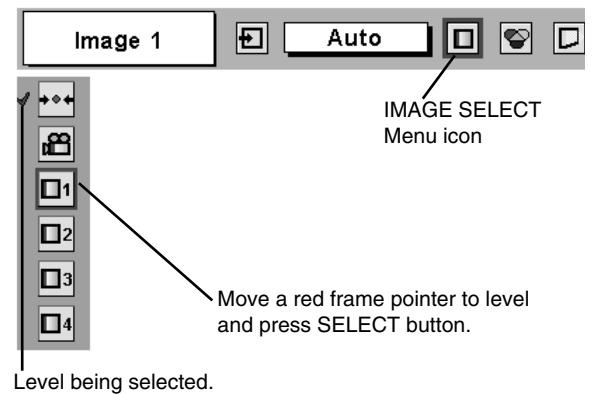 Image 1
Auto
IMAGE SELECT
Menu icon
1
2
3
4
Move a red frame pointer to level
and press SELECT button.
Level being selected.